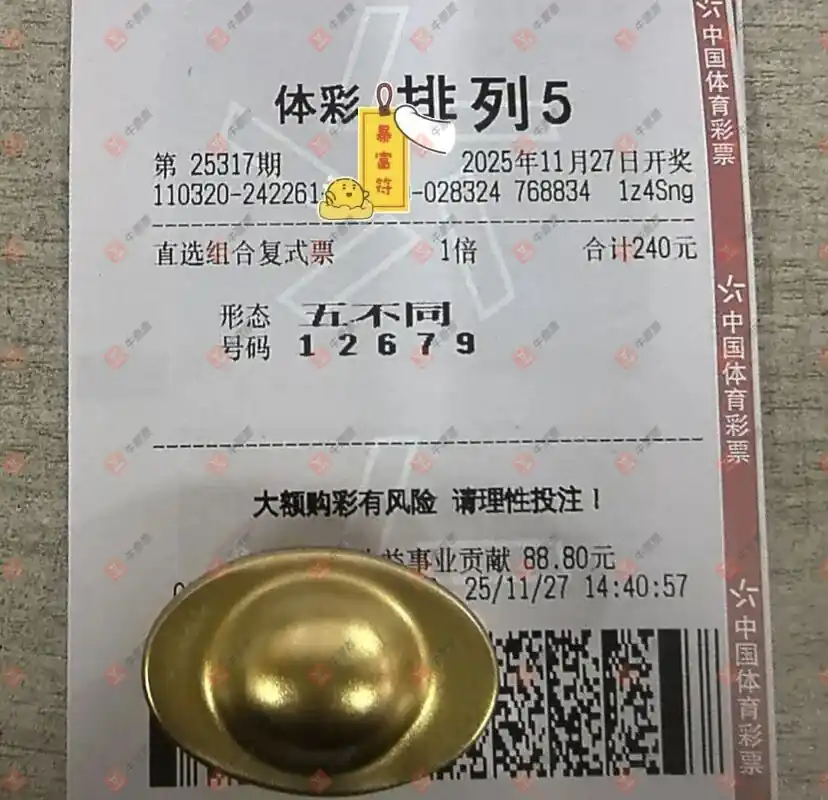 体彩 排列5
暴富符
第 25317期 2025年11月27日开奖
110320-242261 -028324 768834 1z4Sng
直选组合复式票 1倍 合计240元
形态 五不同
号码 1 2 6 7 9
大额购彩有风险 请理性投注！
益事业贡献 88.80元
25/11/27 14:40:57
中国体育彩票
中国体育彩票
中国体育彩票